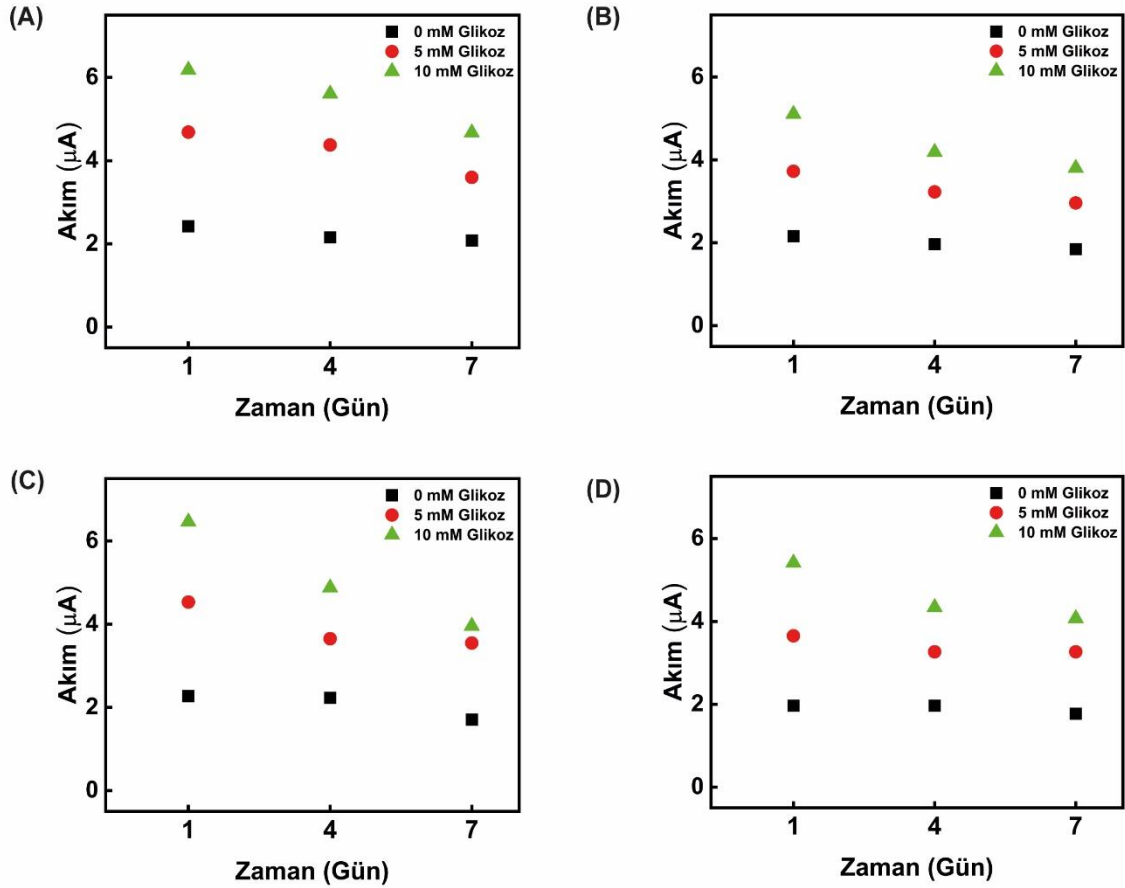 (A)
0 mM Glikoz
5 mM Glikoz
10 mM Glikoz
6
4
2
0
Akım (μA)
1
4
7
Zaman (Gün)
(B)
0 mM Glikoz
5 mM Glikoz
10 mM Glikoz
6
4
2
0
Akım (μA)
1
4
7
Zaman (Gün)
(C)
0 mM Glikoz
5 mM Glikoz
10 mM Glikoz
6
4
2
0
Akım (μA)
1
4
7
Zaman (Gün)
(D)
0 mM Glikoz
5 mM Glikoz
10 mM Glikoz
6
4
2
0
Akım (μA)
1
4
7
Zaman (Gün)